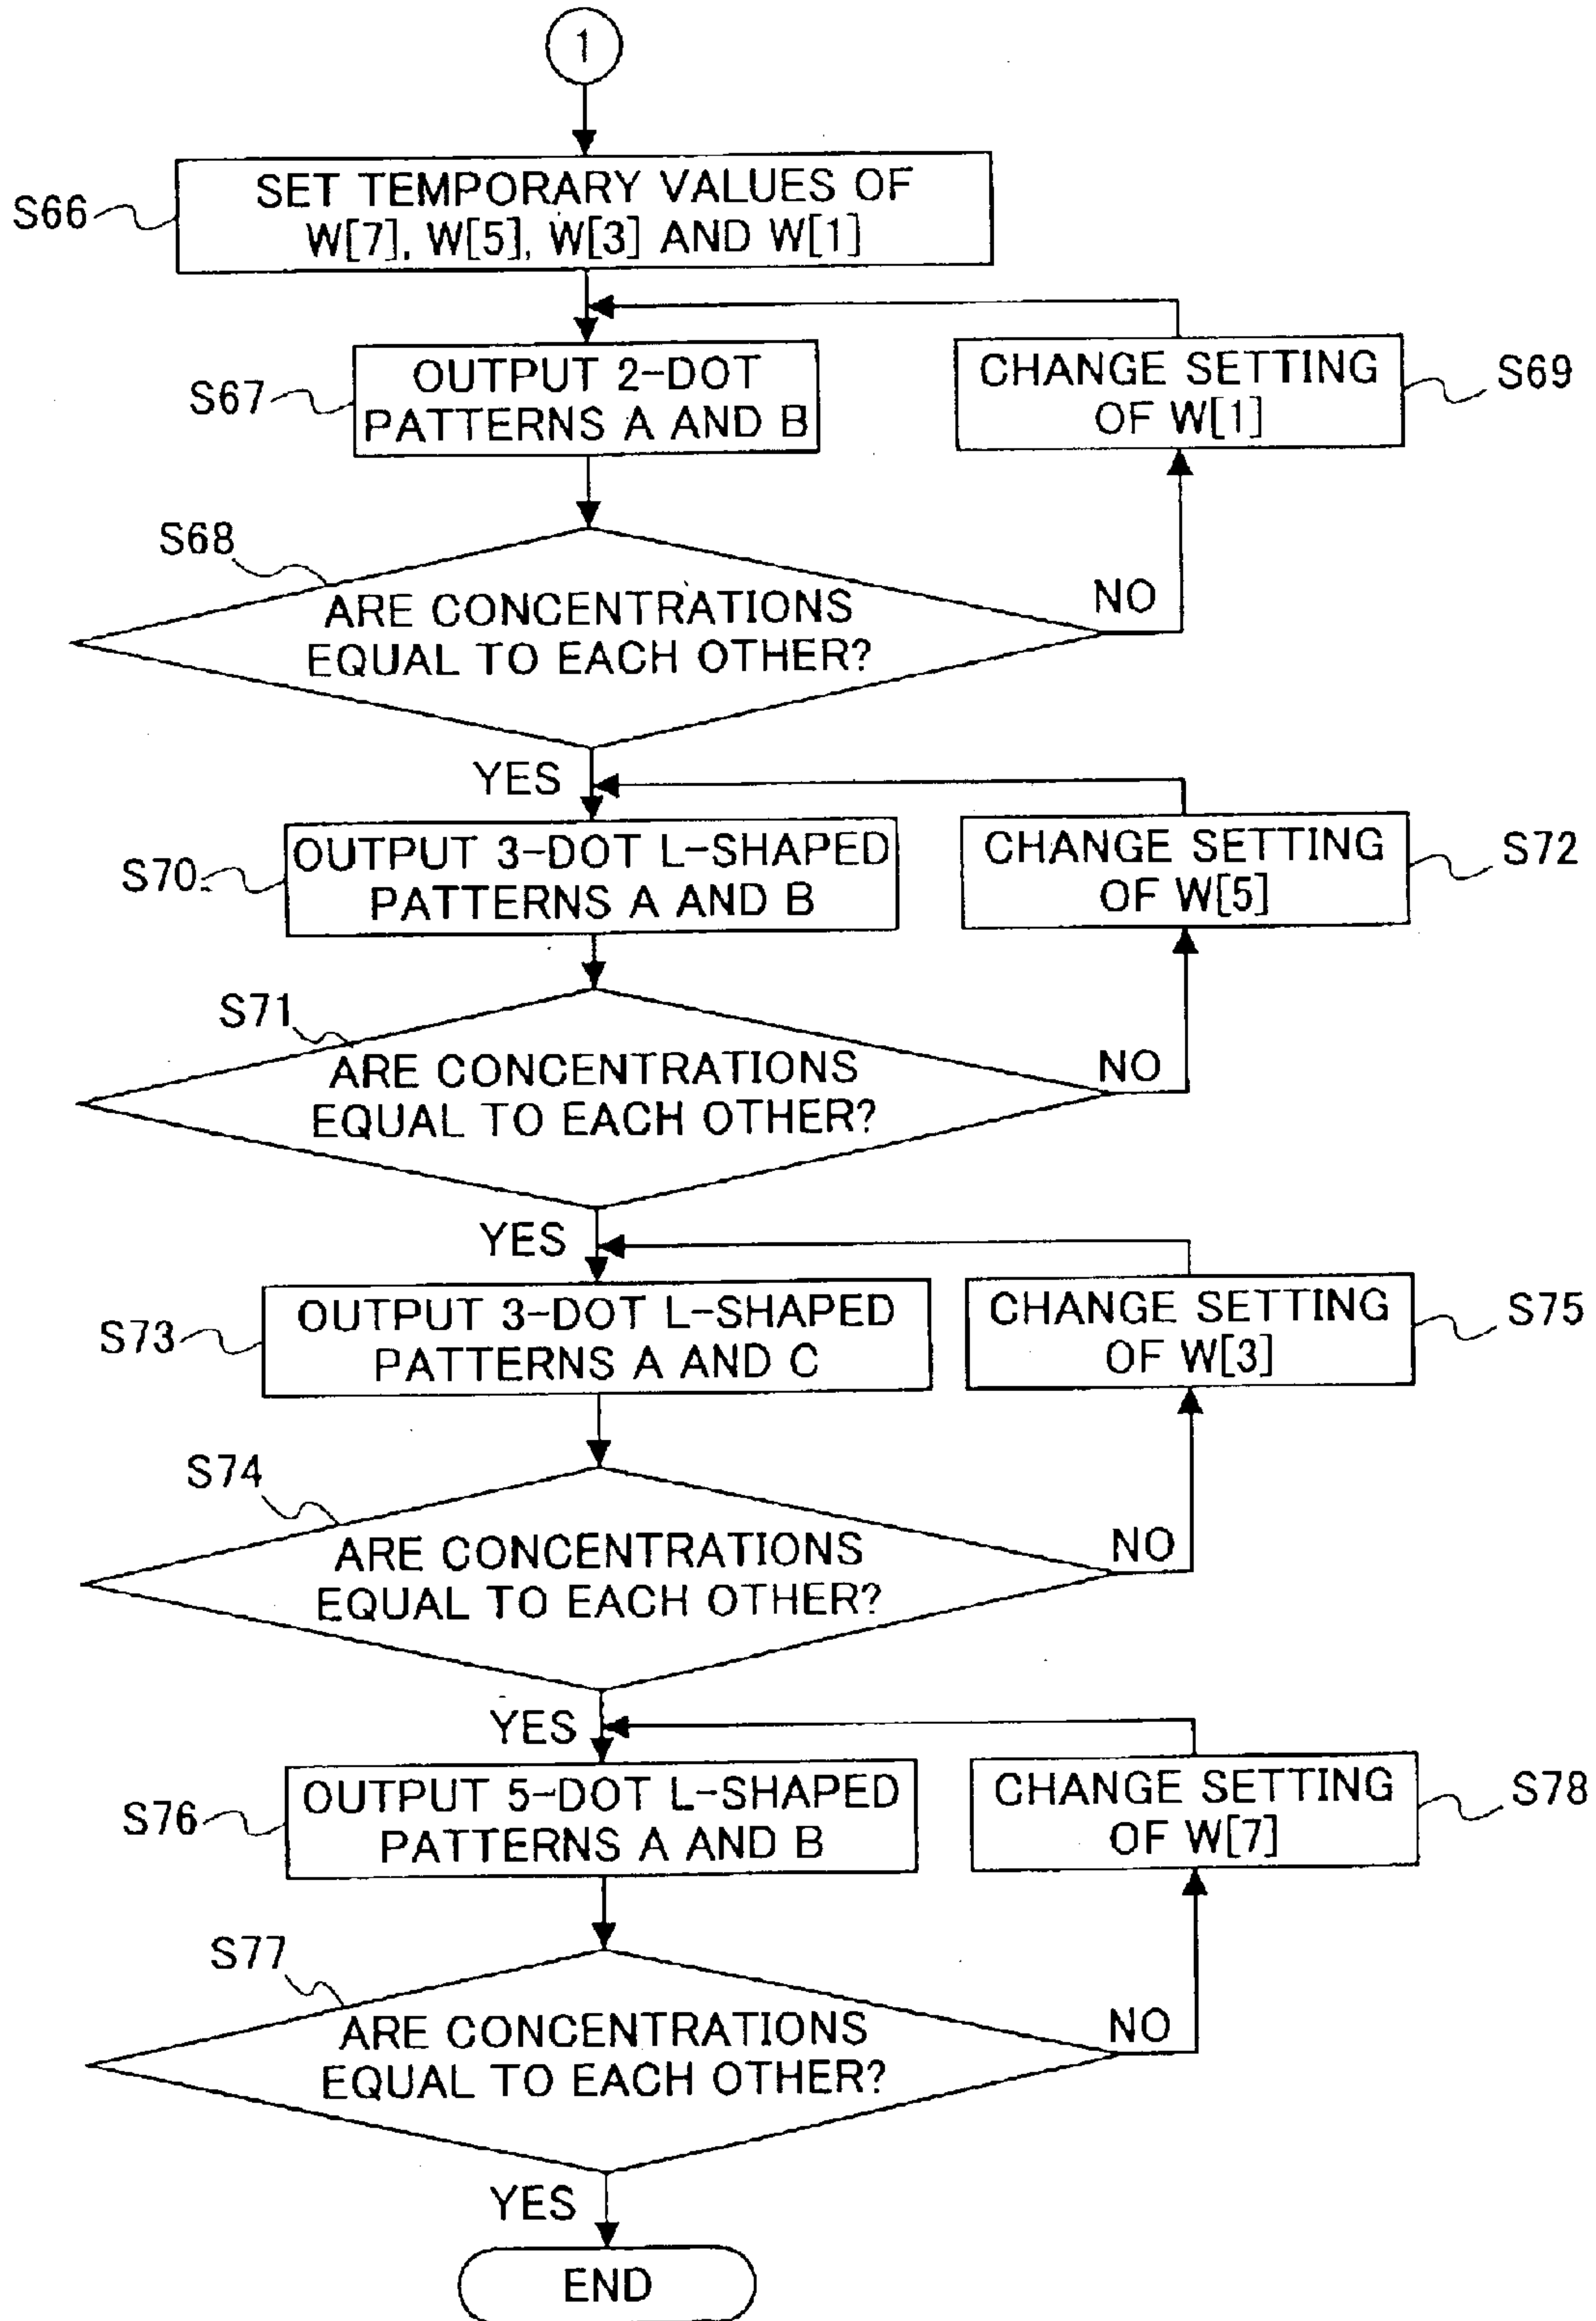 1
S66
SET TEMPORARY VALUES OF
W[7], W[5], W[3] AND W[1]
S67
OUTPUT 2-DOT
PATTERNS A AND B
CHANGE SETTING
OF W[1]
S69
S68
ARE CONCENTRATIONS
EQUAL TO EACH OTHER?
NO
YES
S70
OUTPUT 3-DOT L-SHAPED
PATTERNS A AND B
CHANGE SETTING
OF W[5]
S72
S71
ARE CONCENTRATIONS
EQUAL TO EACH OTHER?
NO
YES
S73
OUTPUT 3-DOT L-SHAPED
PATTERNS A AND C
CHANGE SETTING
OF W[3]
S75
S74
ARE CONCENTRATIONS
EQUAL TO EACH OTHER?
NO
YES
S76
OUTPUT 5-DOT L-SHAPED
PATTERNS A AND B
CHANGE SETTING
OF W[7]
S78
S77
ARE CONCENTRATIONS
EQUAL TO EACH OTHER?
NO
YES
END